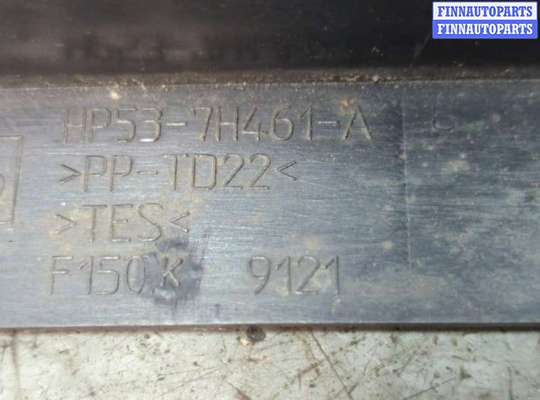 FINNAUTOPARTS
FINNAUTOPARTS
HP53-7H461-A
>PP-TD22<
>TES<
F150K 9121